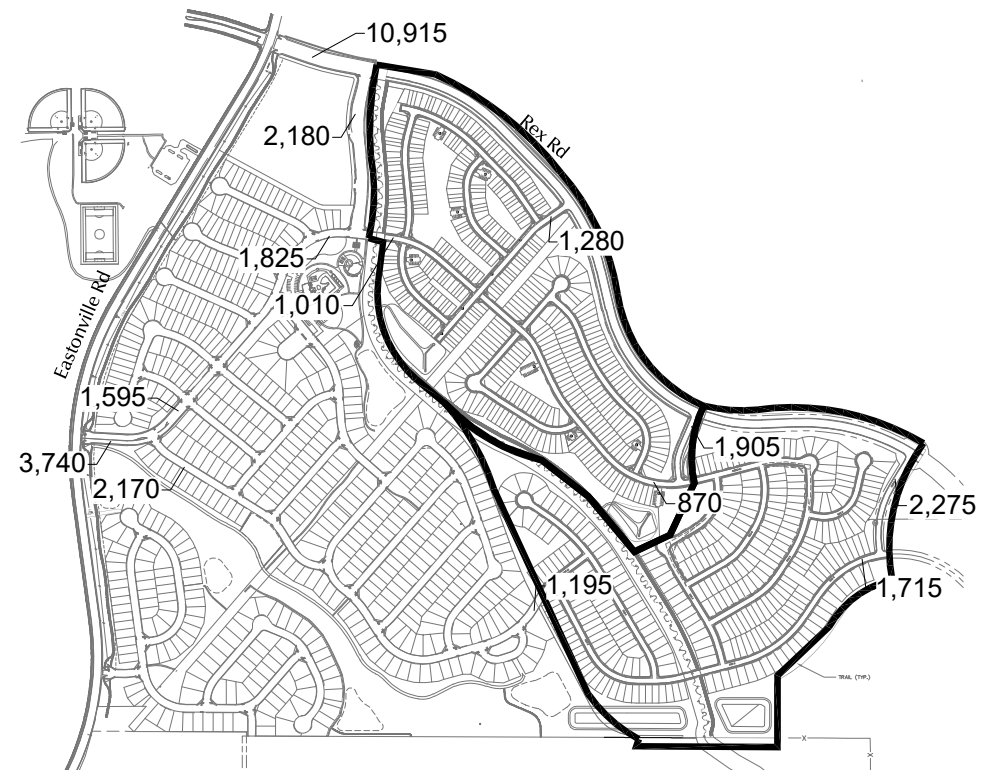 10,915
2,180
Rex Rd
1,825
1,280
1,010
Eastonville Rd
1,595
3,740
2,170
1,905
870
2,275
1,195
1,715
TRAIL (TYP.)
X
X
X